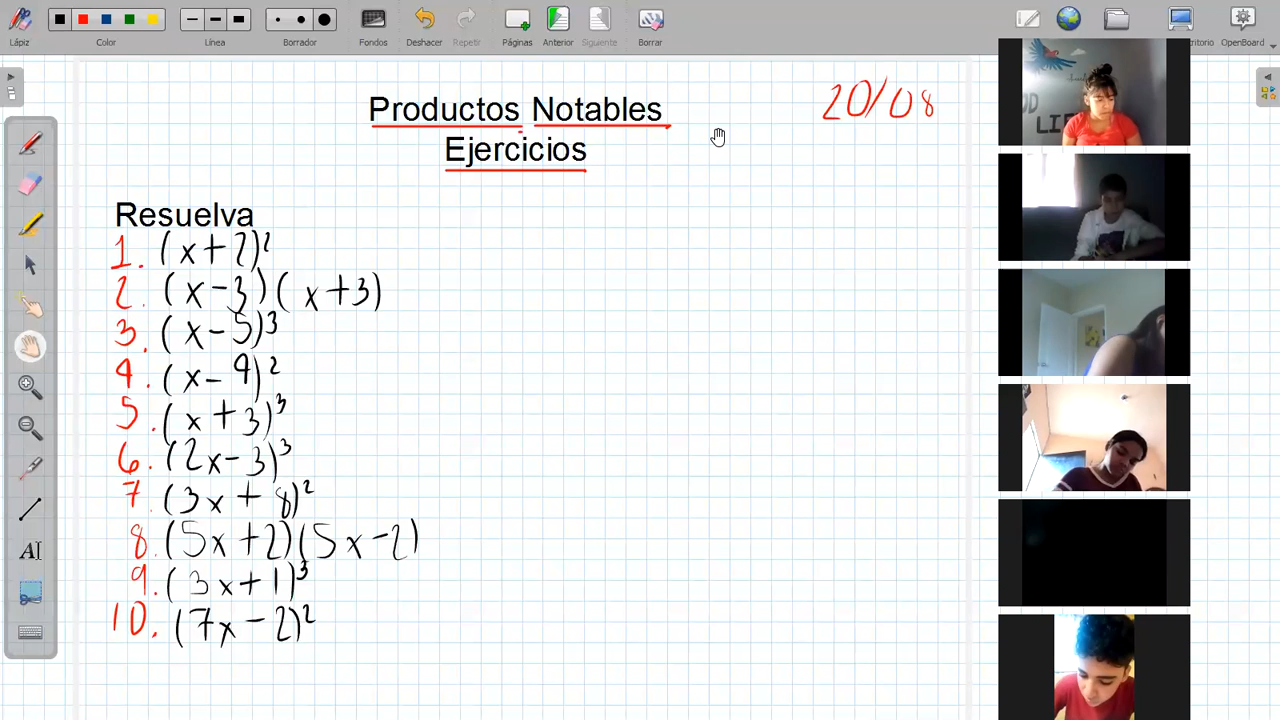 Lápiz Color Línea Borrador Fondos Deshacer Repetir Páginas Anterior Siguiente Borrar ritorio OpenBoard
Productos Notables 20/08
Ejercicios
Resuelva
1. (x+2)²
2. (x-3)(x+3)
3. (x-5)³
4. (x-4)²
5. (x+3)³
6. (2x-3)³
7. (3x+8)²
8. (5x+2)(5x-2)
9. (3x+1)³
10. (7x-2)²